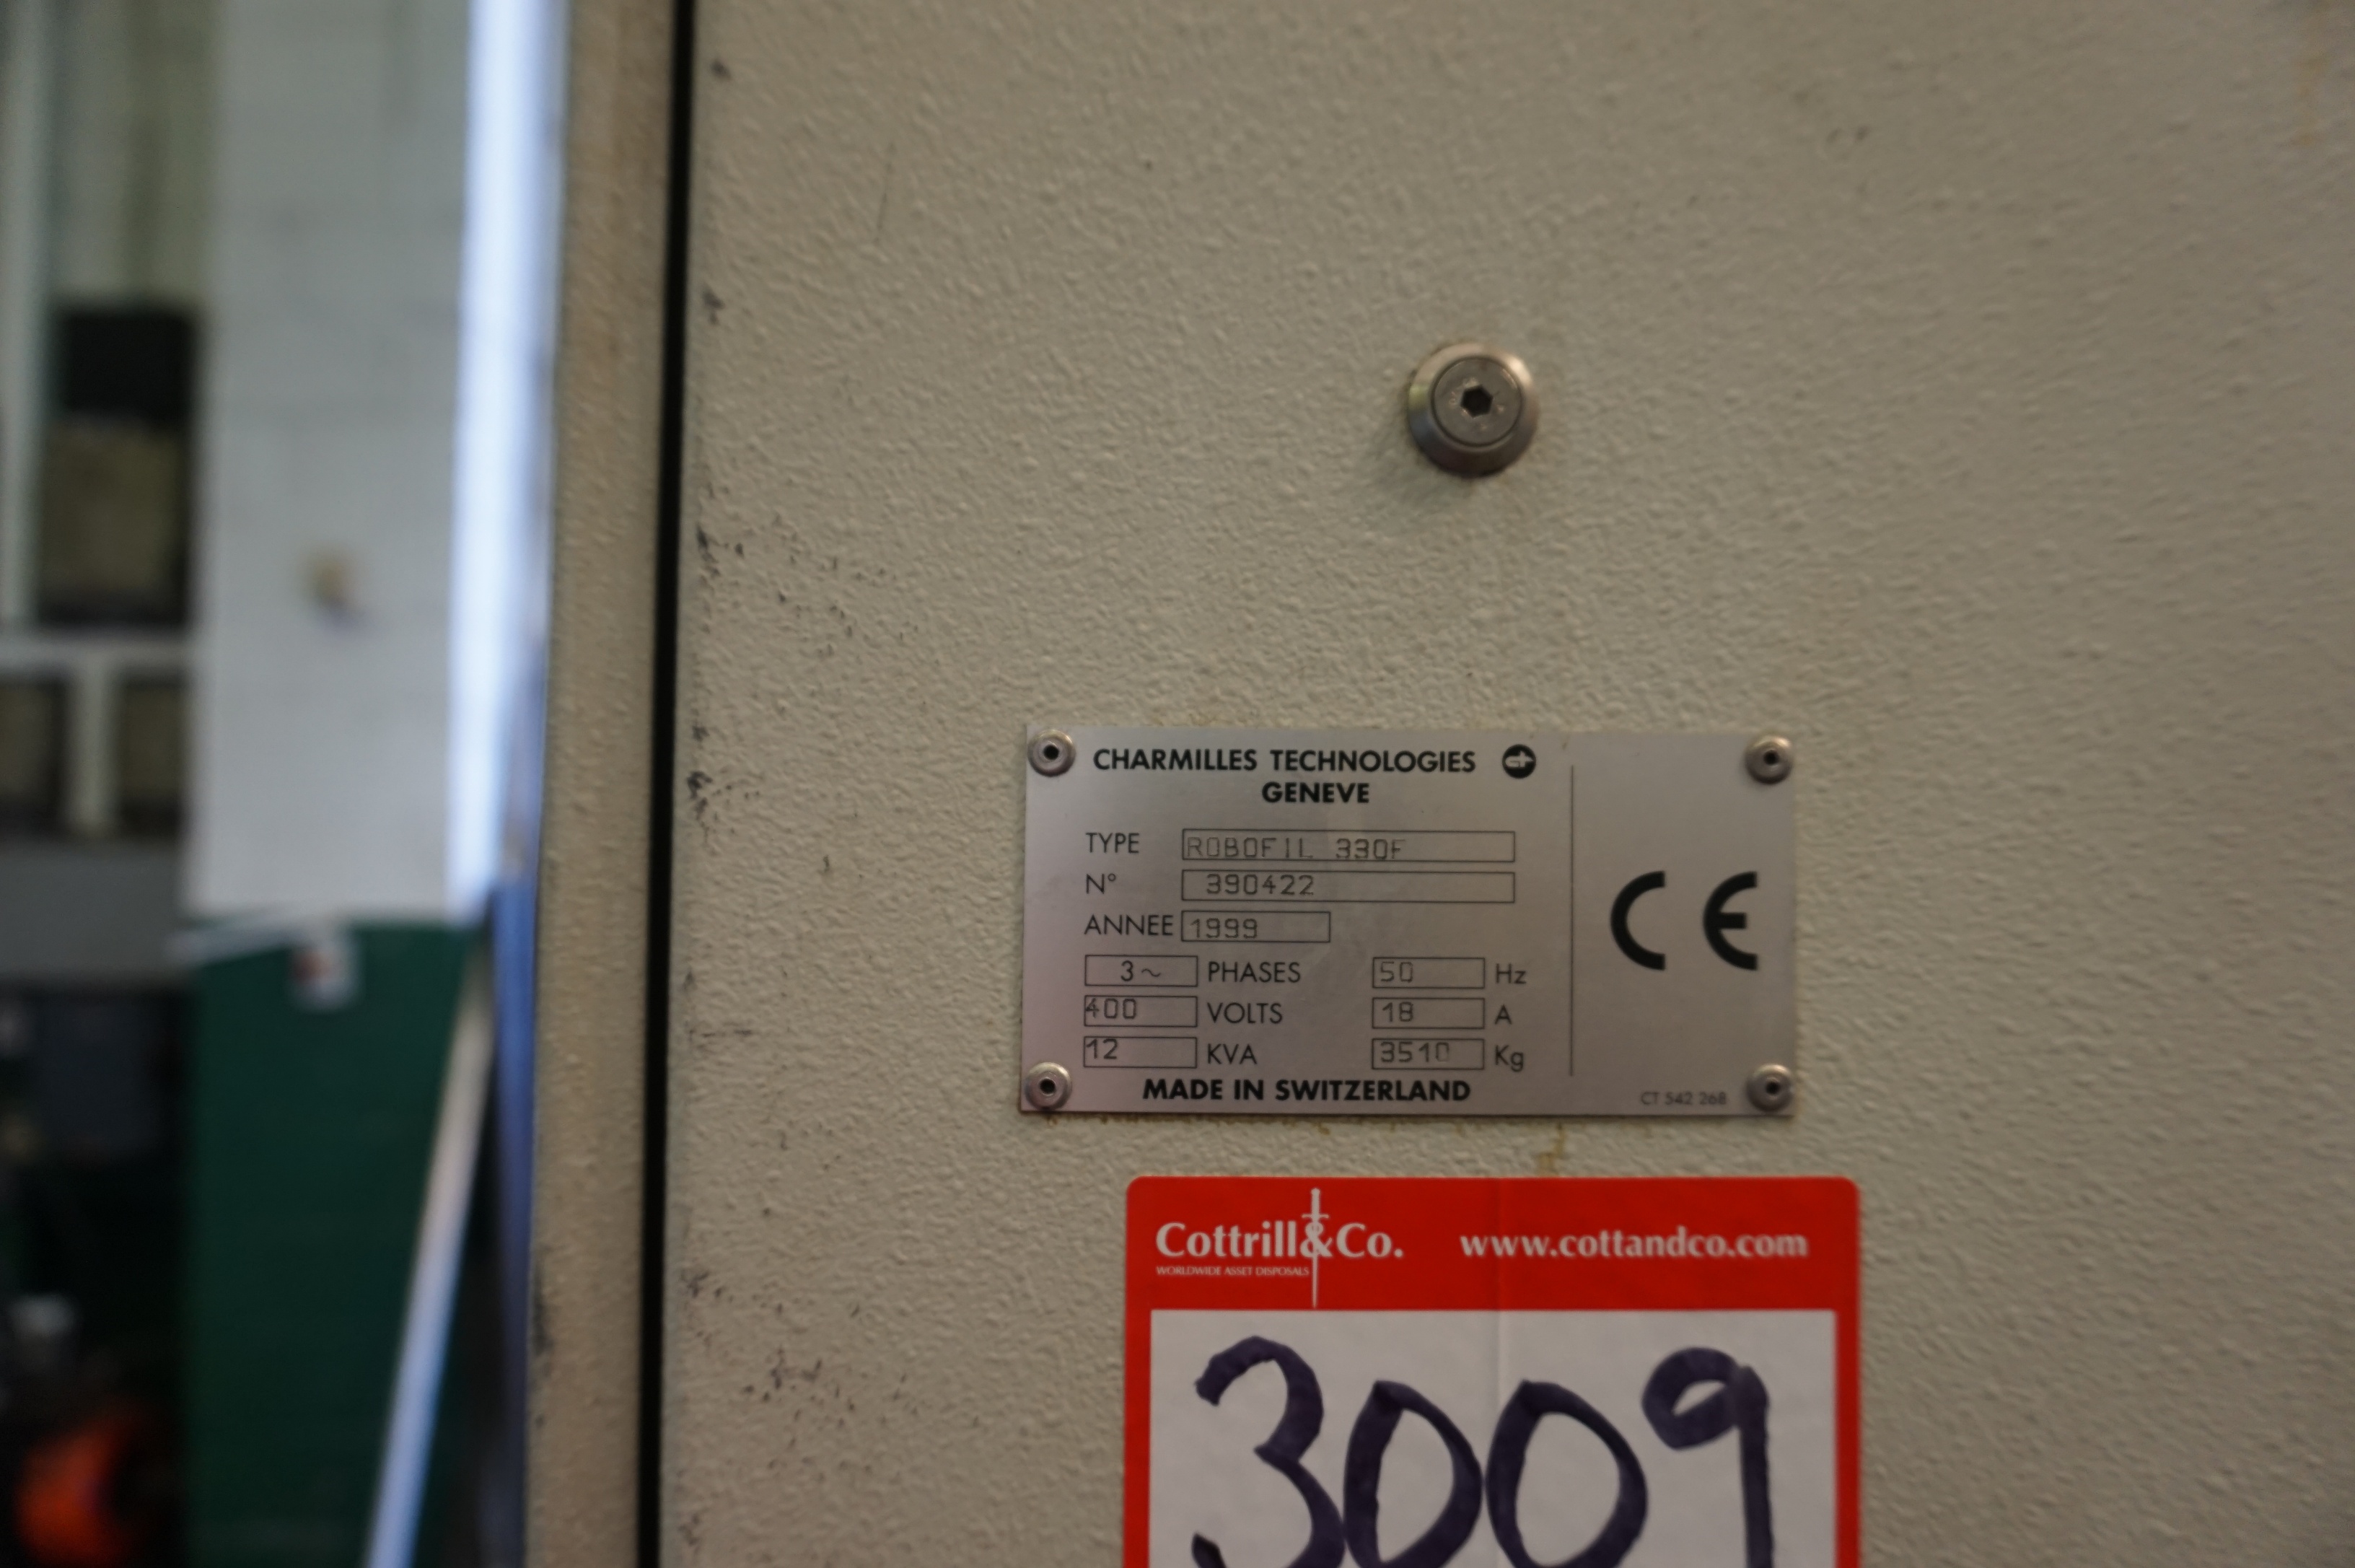 CHARMILLES TECHNOLOGIES
GENEVE
TYPE ROBOFIL 330F
N° 390422
ANNEE 1999
3~ PHASES 50 Hz
400 VOLTS 18 A
12 KVA 3510 Kg
MADE IN SWITZERLAND
CT 542 268
CE
Cottrill&Co. www.cottandco.com
WORLDWIDE ASSET DISPOSALS
3009